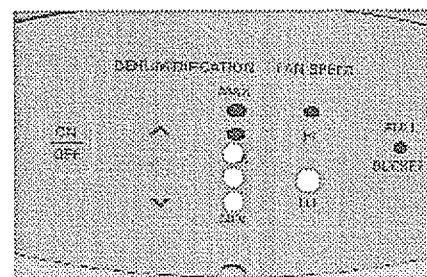 DEHUMIDIFICATION FAN SPEED
MAX
ON
OFF
HI
FULL
BUCKET
LO
MIN